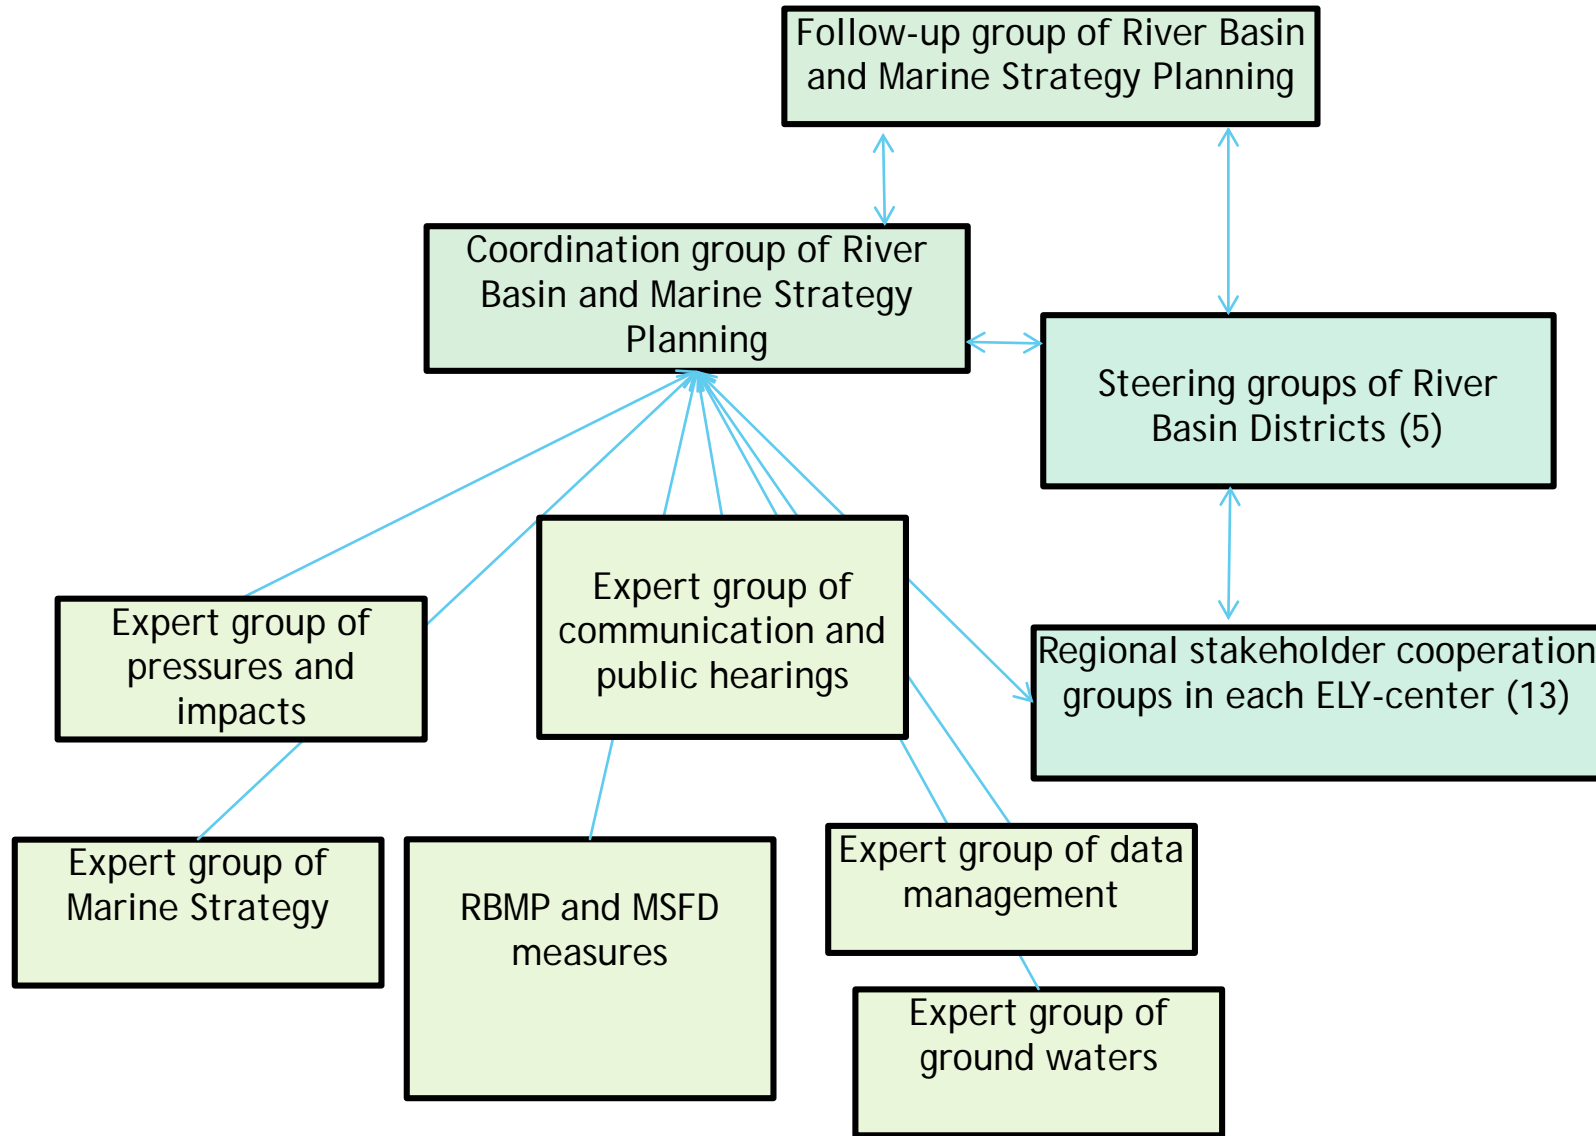 Follow-up group of River Basin
and Marine Strategy Planning
Coordination group of River
Basin and Marine Strategy
Planning
Steering groups of River
Basin Districts (5)
Expert group of
communication and
public hearings
Expert group of
pressures and
impacts
Regional stakeholder cooperation
groups in each ELY-center (13)
Expert group of
Marine Strategy
RBMP and MSFD
measures
Expert group of data
management
Expert group of
ground waters